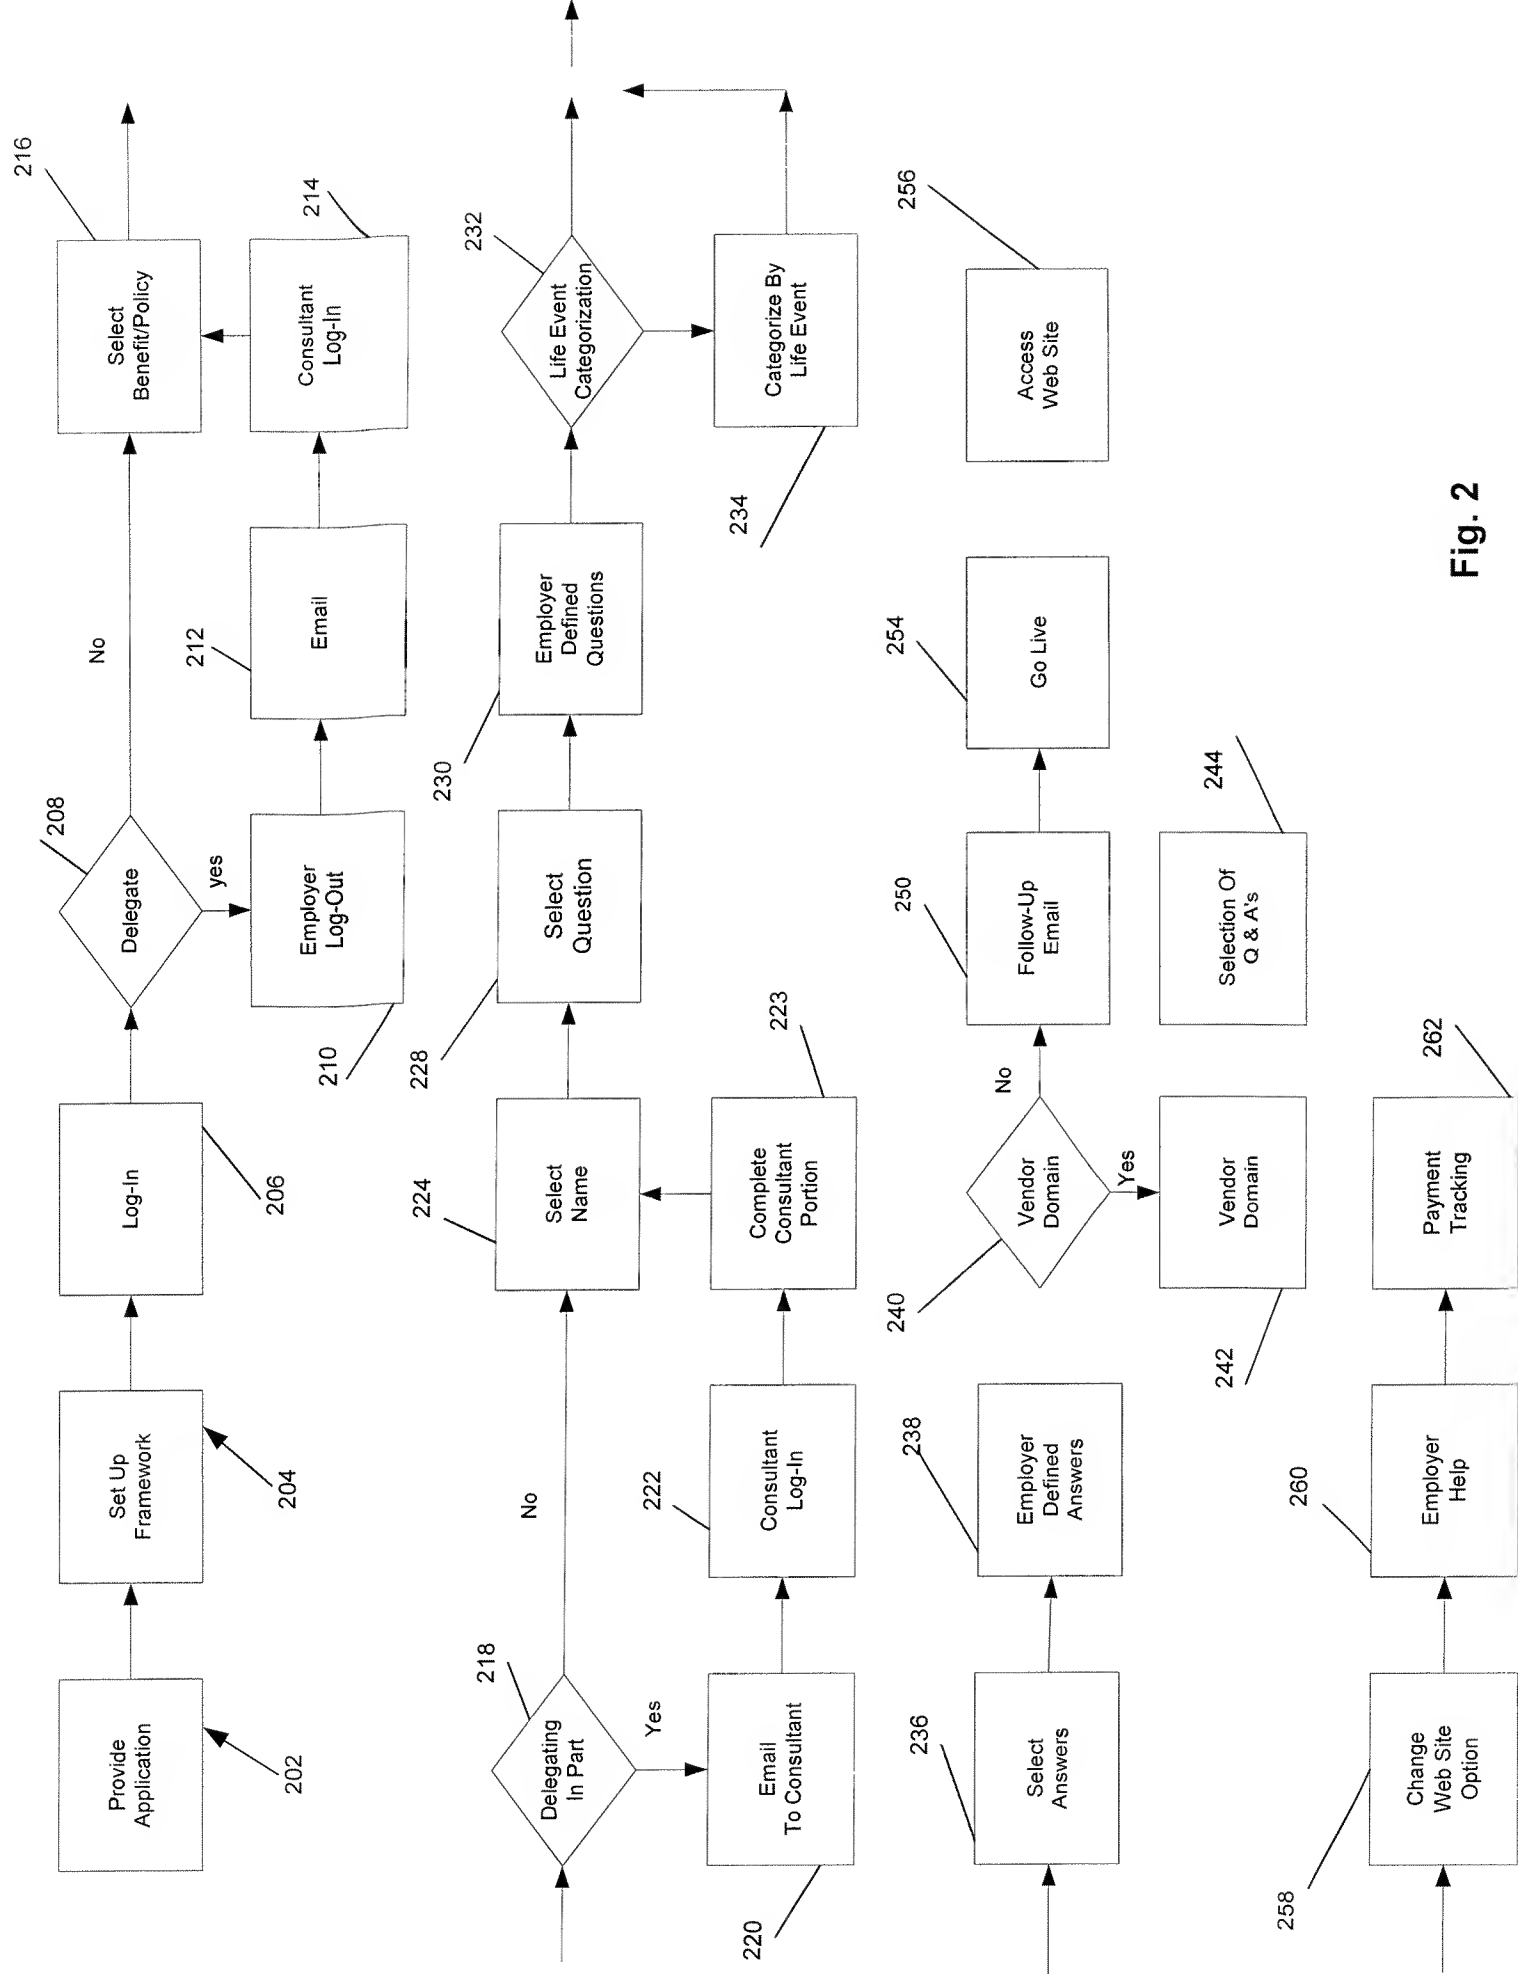 202
Provide
Application
204
Set Up
Framework
206
Log-In
208
Delegate
No
yes
210
Employer
Log-Out
212
Email
214
Consultant
Log-In
216
Select
Benefit/Policy
218
Delegating
In Part
No
Yes
220
Email
To Consultant
222
Consultant
Log-In
223
Complete
Consultant
Portion
224
Select
Name
228
Select
Question
230
Employer
Defined
Questions
232
Life Event
Categorization
234
Categorize By
Life Event
236
Select
Answers
238
Employer
Defined
Answers
240
Vendor
Domain
No
Yes
242
Vendor
Domain
244
Selection Of
Q & A's
250
Follow-Up
Email
254
Go Live
256
Access
Web Site
258
Change
Web Site
Option
260
Employer
Help
262
Payment
Tracking
Fig. 2